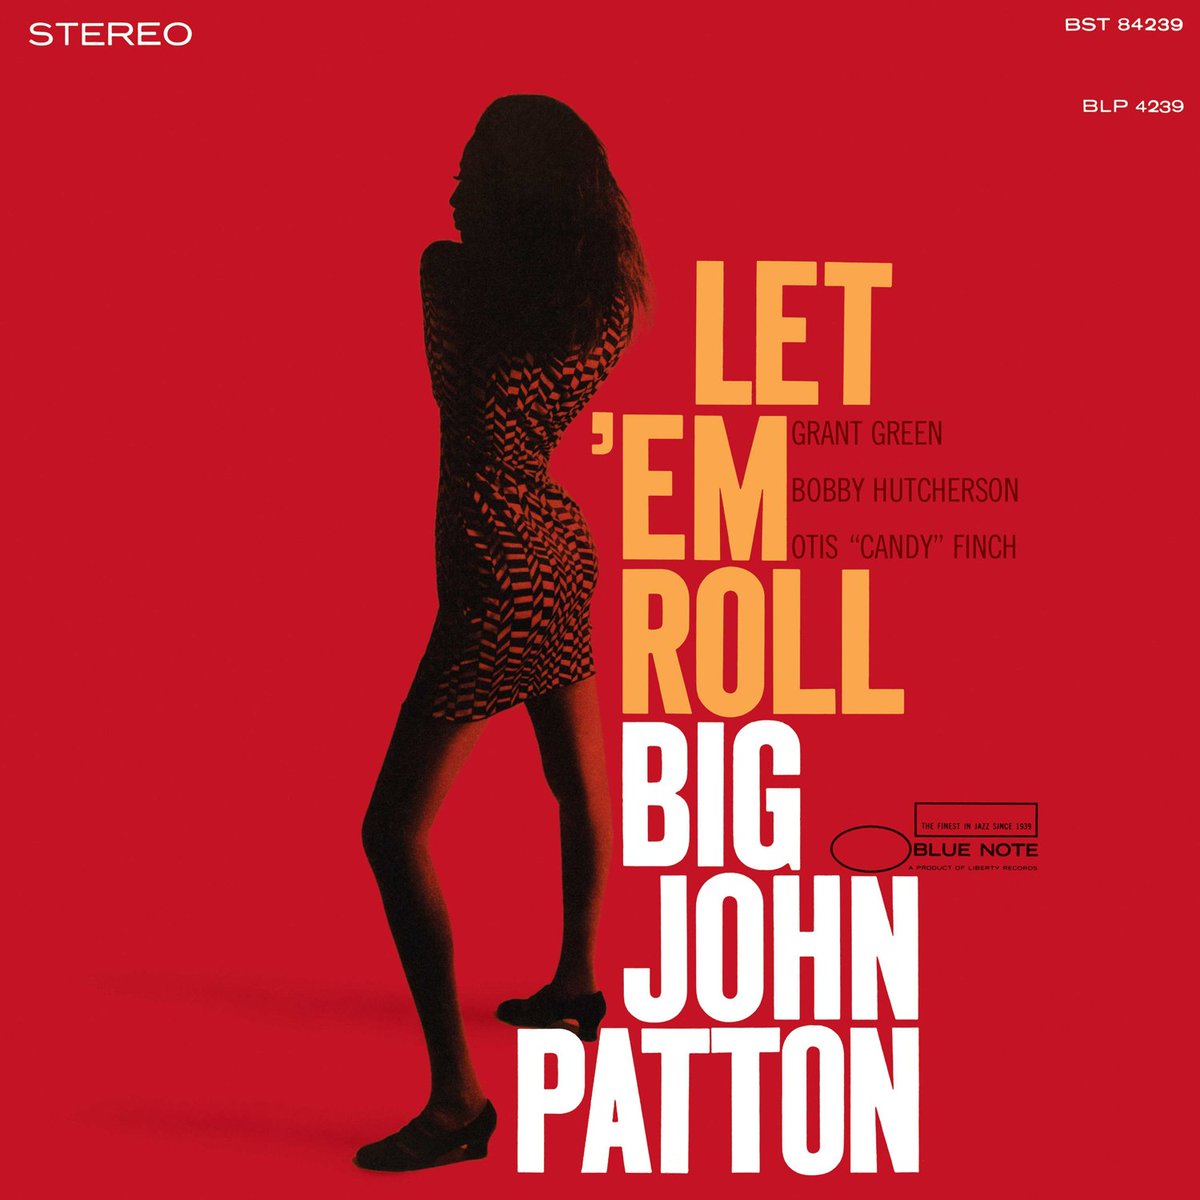 STEREO
BST 84239
BLP 4239
LET
’EM
ROLL
GRANT GREEN
BOBBY HUTCHERSON
OTIS “CANDY” FINCH
BIG
JOHN
PATTON
THE FINEST IN JAZZ SINCE 1939
BLUE NOTE
A PRODUCT OF LIBERTY RECORDS